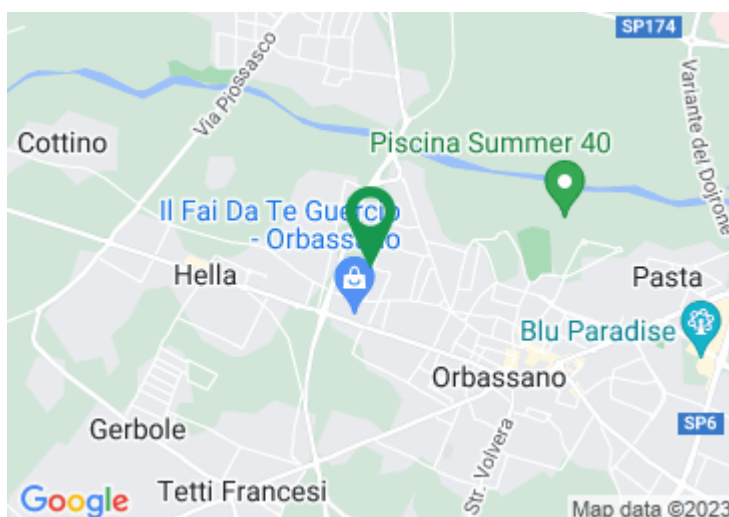 SP174
Via Piossasco
Variante del Dojrone
Cottino
Piscina Summer 40
Il Fai Da Te Guercio
- Orbassano
Hella
Pasta
Blu Paradise
Orbassano
SP6
Gerbole
Str. Volvera
Tetti Francesi
Google
Map data ©2023